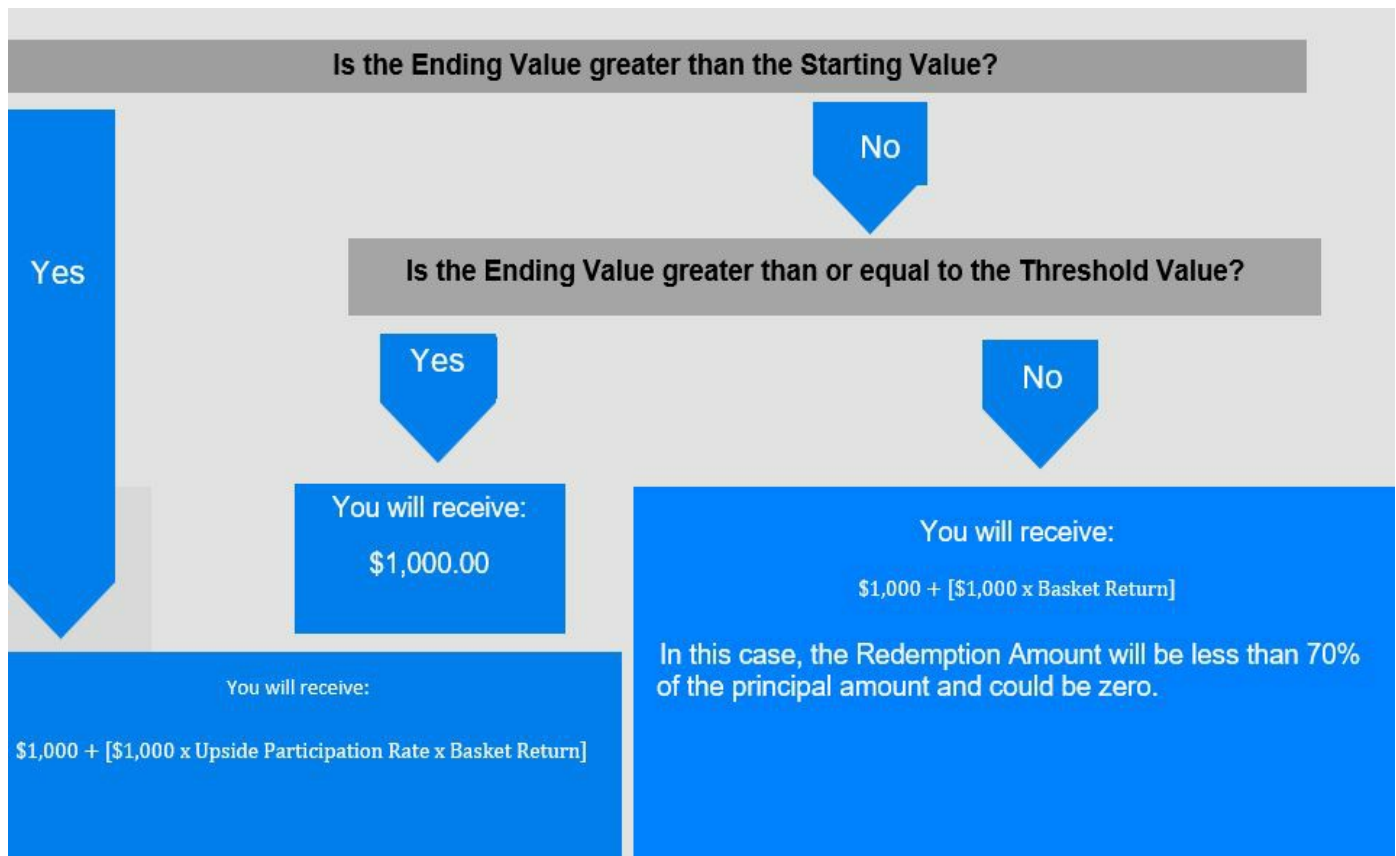 Is the Ending Value greater than the Starting Value?
No
Yes
Is the Ending Value greater than or equal to the Threshold Value?
Yes
No
You will receive:
$1,000.00
You will receive:
$1,000 + [$1,000 x Basket Return]
In this case, the Redemption Amount will be less than 70%
of the principal amount and could be zero.
You will receive:
$1,000 + [$1,000 x Upside Participation Rate x Basket Return]